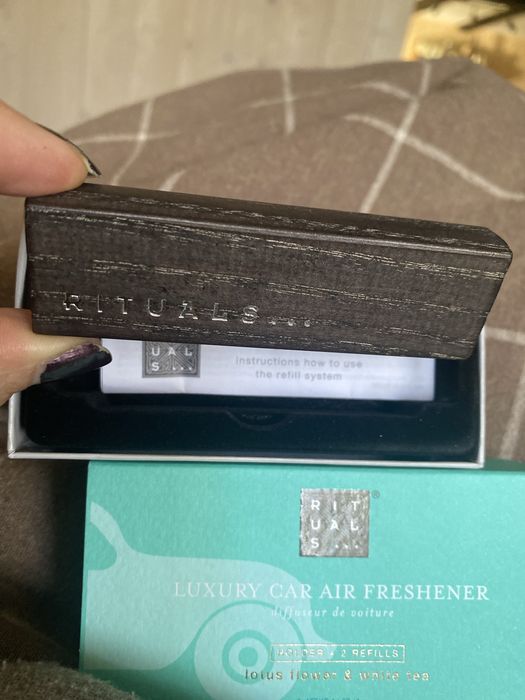 RITUALS...
UAL
S...
instructions how to use
the refill system
RIT
UAL
S...
®
LUXURY CAR AIR FRESHENER
diffuseur de voiture
HOLDER + 2 REFILLS
lotus flower & white tea